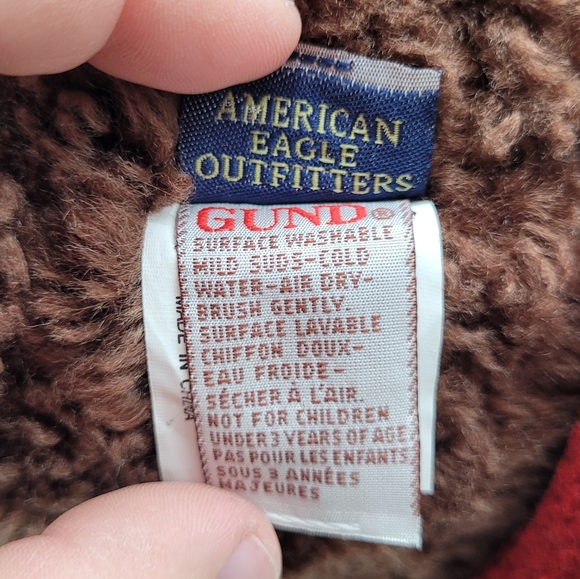 AMERICAN
EAGLE
OUTFITTERS
GUND®
SURFACE WASHABLE
MILD SUDS-COLD
WATER-AIR DRY-
BRUSH GENTLY.
SURFACE LAVABLE
CHIFFON DOUX-
EAU FROIDE-
SÉCHER À L'AIR.
NOT FOR CHILDREN
UNDER 3 YEARS OF AGE
PAS POUR LES ENFANTS
SOUS 3 ANNÉES
MAJEURES
MADE IN CHINA